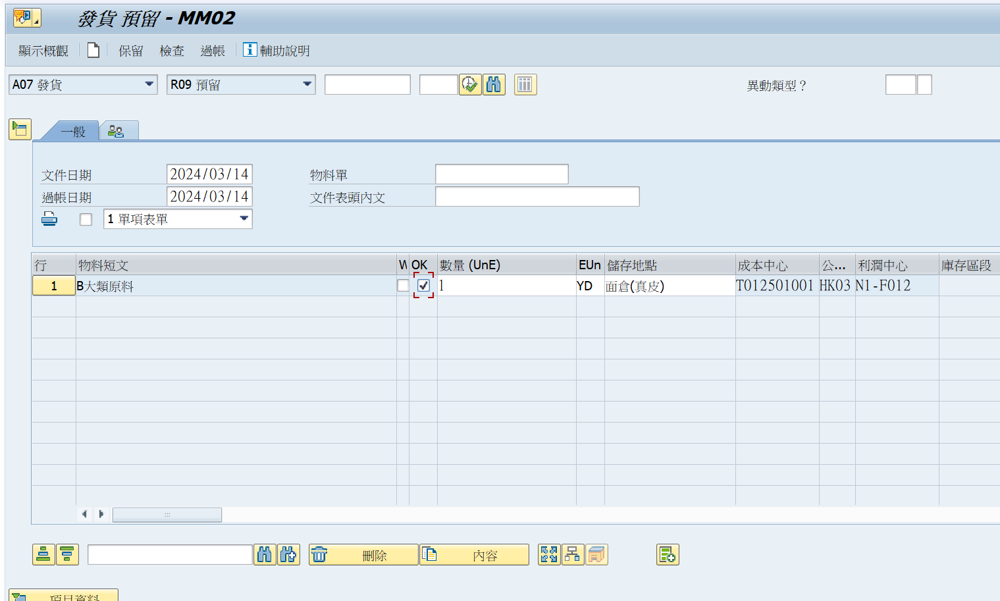 發貨 預留 - MM02
顯示概觀 保留 檢查 過帳 輔助說明
A07 發貨 R09 預留 異動類型？
一般
文件日期 2024/03/14 物料單
過帳日期 2024/03/14 文件表頭內文
1 單項表單
行 物料短文 W OK 數量 (UnE) EUn 儲存地點 成本中心 公... 利潤中心 庫存區段
1 B大類原料 1 YD 面倉(真皮) T012501001 HK03 N1-F012
刪除 內容
項目資料